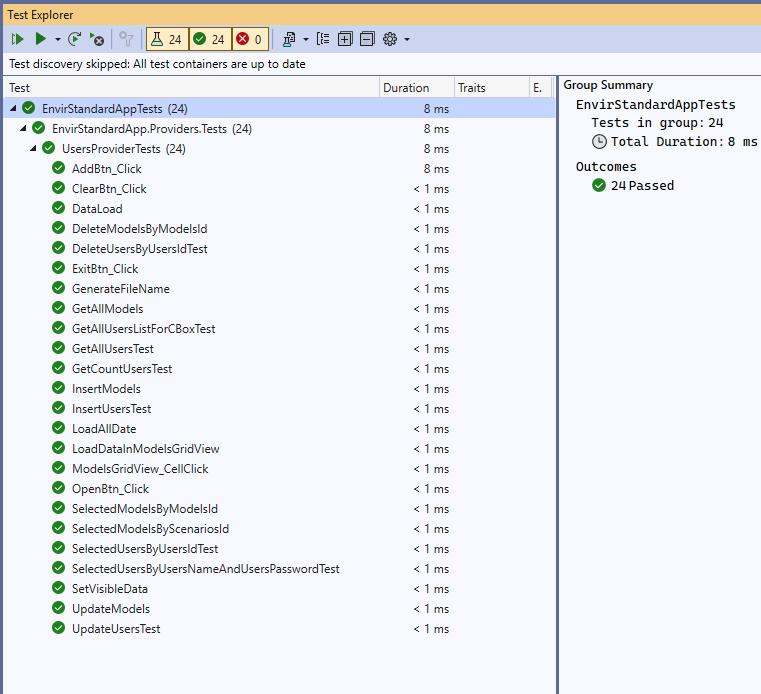 Test Explorer
24 24 0
Test discovery skipped: All test containers are up to date
Test Duration Traits E.
EnvirStandardAppTests (24) 8 ms
EnvirStandardApp.Providers.Tests (24) 8 ms
UsersProviderTests (24) 8 ms
AddBtn_Click 8 ms
ClearBtn_Click < 1 ms
DataLoad < 1 ms
DeleteModelsByModelsId < 1 ms
DeleteUsersByUsersIdTest < 1 ms
ExitBtn_Click < 1 ms
GenerateFileName < 1 ms
GetAllModels < 1 ms
GetAllUsersListForCBoxTest < 1 ms
GetAllUsersTest < 1 ms
GetCountUsersTest < 1 ms
InsertModels < 1 ms
InsertUsersTest < 1 ms
LoadAllDate < 1 ms
LoadDataInModelsGridView < 1 ms
ModelsGridView_CellClick < 1 ms
OpenBtn_Click < 1 ms
SelectedModelsByModelsId < 1 ms
SelectedModelsByScenariosId < 1 ms
SelectedUsersByUsersIdTest < 1 ms
SelectedUsersByUsersNameAndUsersPasswordTest < 1 ms
SetVisibleData < 1 ms
UpdateModels < 1 ms
UpdateUsersTest < 1 ms
Group Summary
EnvirStandardAppTests
Tests in group: 24
Total Duration: 8 ms
Outcomes
24 Passed